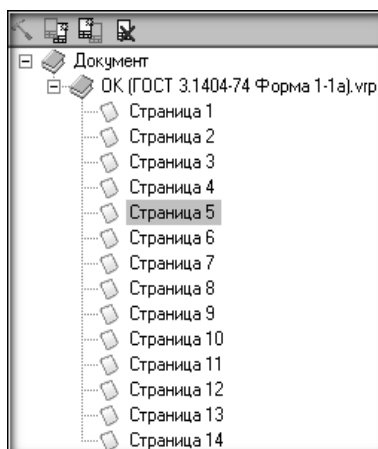 Документ
ОК (ГОСТ 3.1404-74 Форма 1-1а).vrp
Страница 1
Страница 2
Страница 3
Страница 4
Страница 5
Страница 6
Страница 7
Страница 8
Страница 9
Страница 10
Страница 11
Страница 12
Страница 13
Страница 14